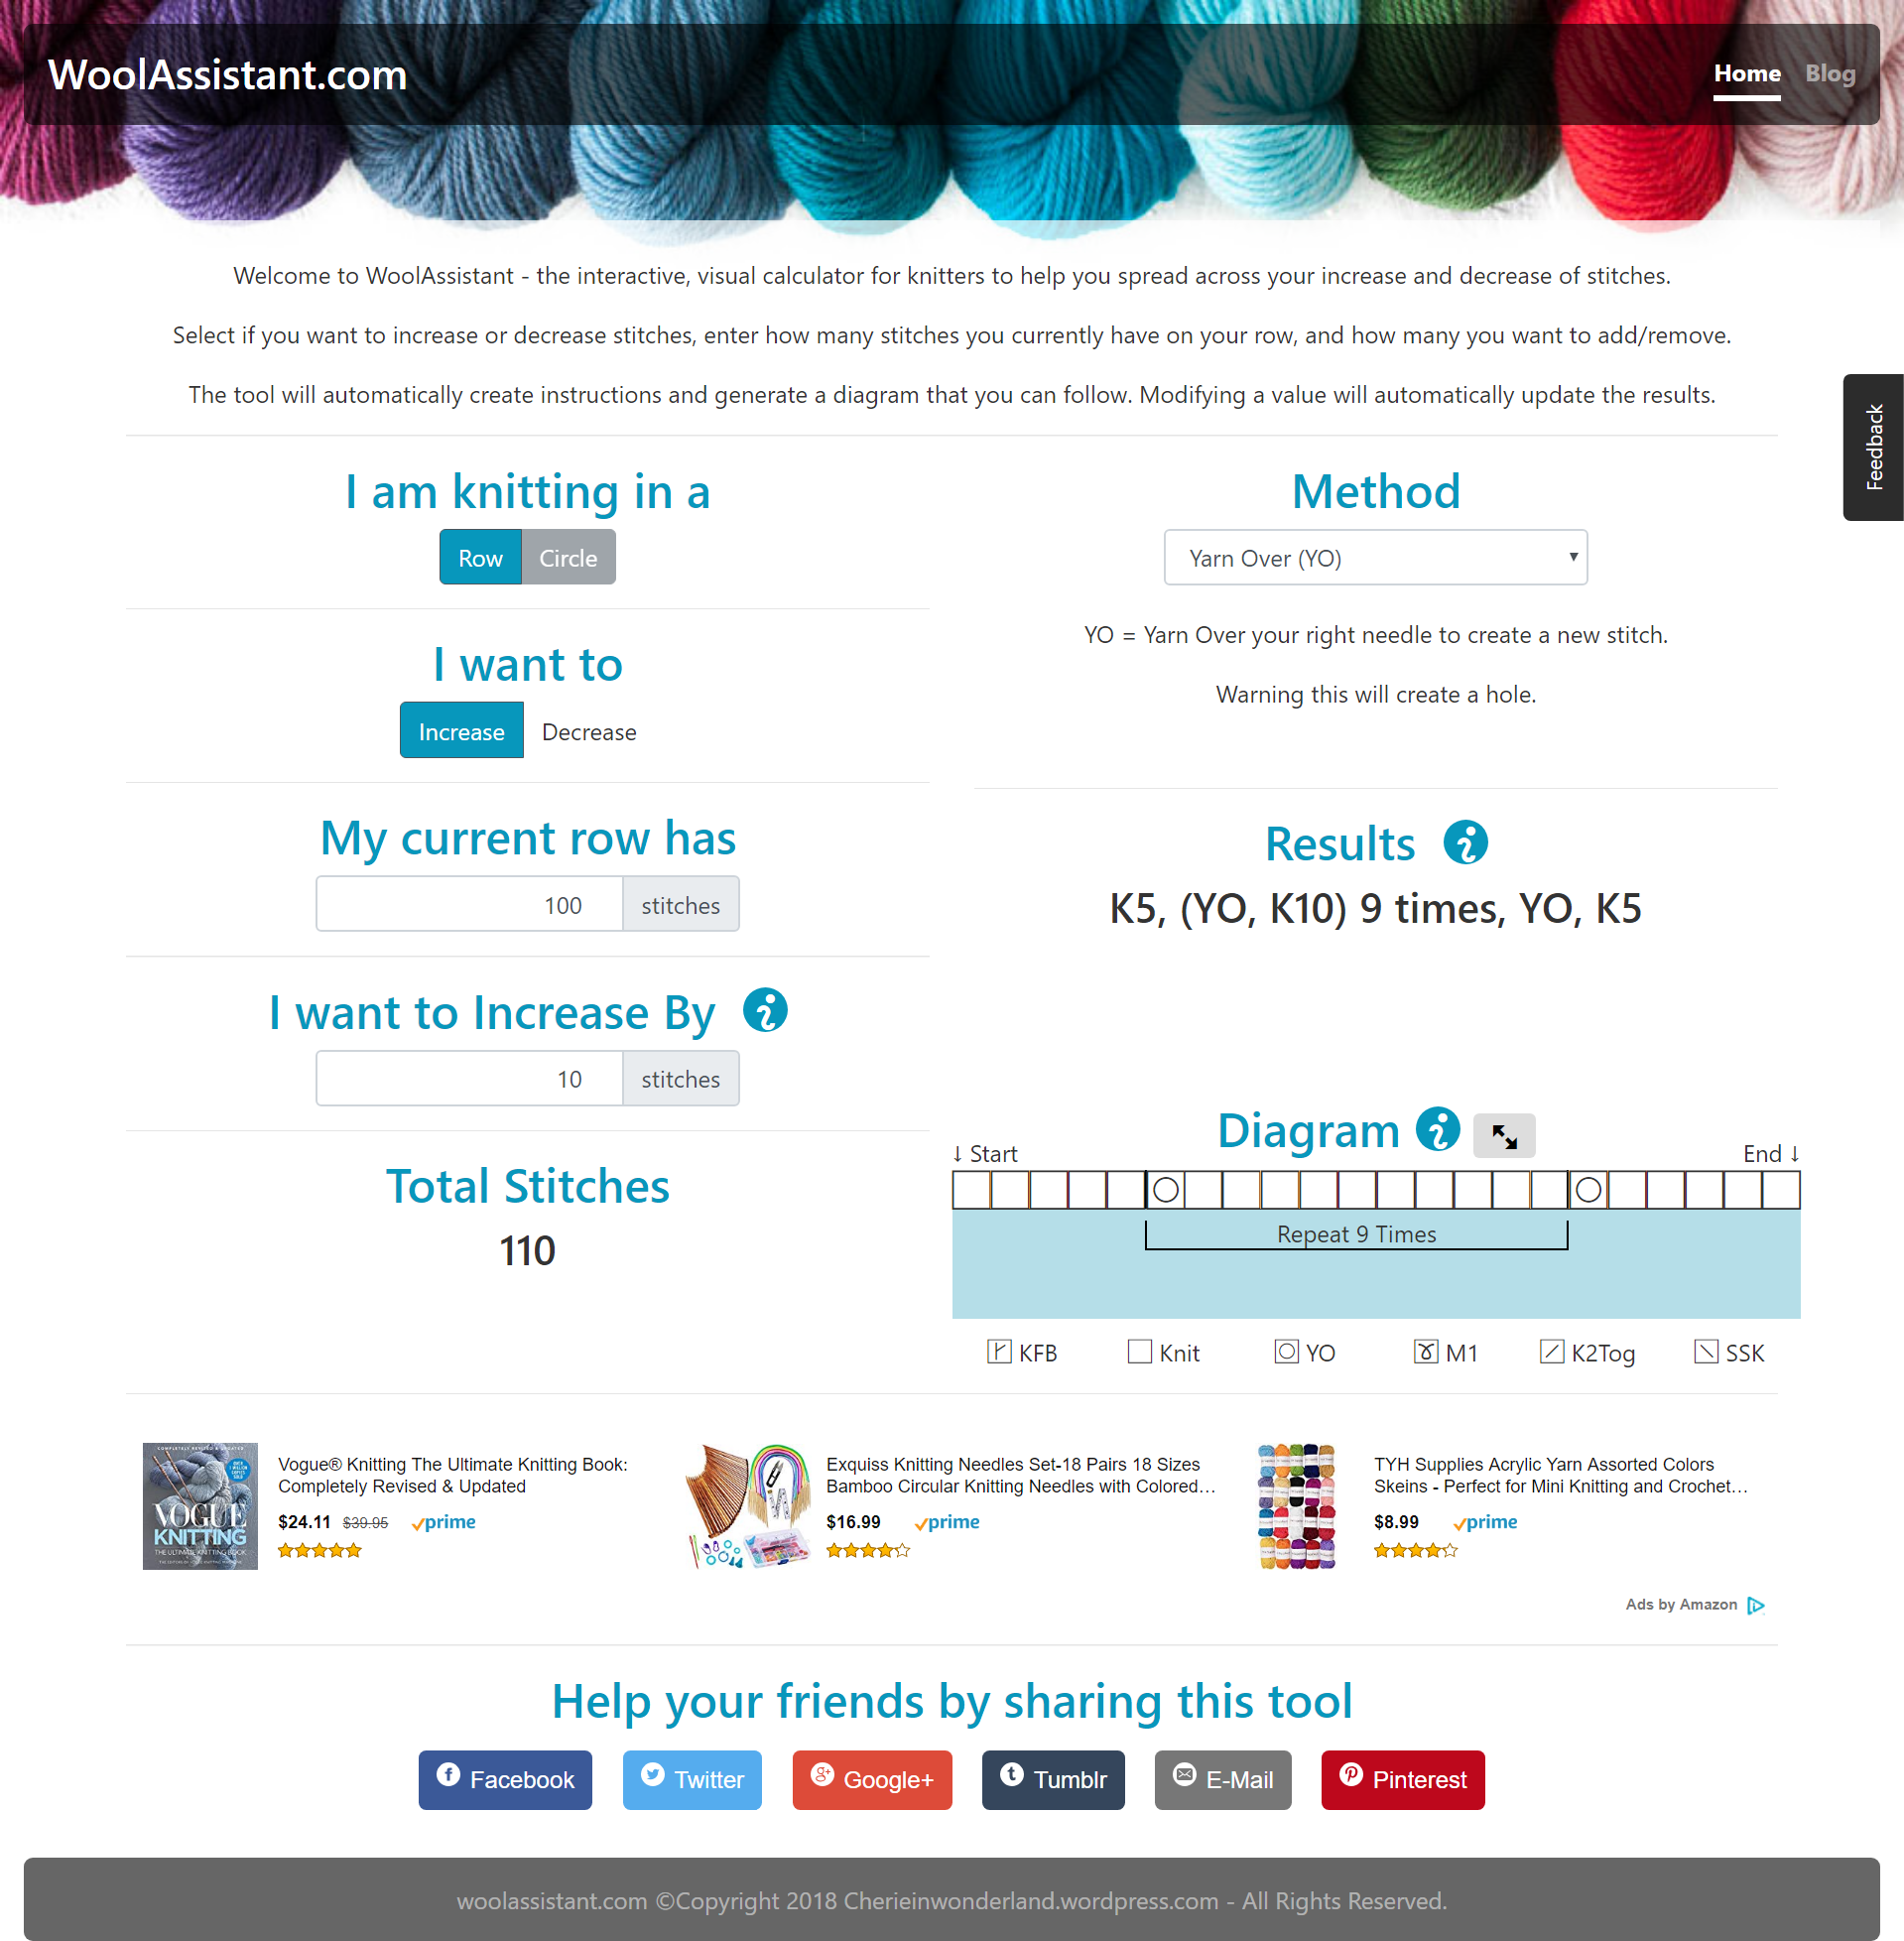 WoolAssistant.com
Home Blog
Welcome to WoolAssistant - the interactive, visual calculator for knitters to help you spread across your increase and decrease of stitches.
Select if you want to increase or decrease stitches, enter how many stitches you currently have on your row, and how many you want to add/remove.
The tool will automatically create instructions and generate a diagram that you can follow. Modifying a value will automatically update the results.
Feedback
I am knitting in a
Row Circle
I want to
Increase Decrease
My current row has
100 stitches
I want to Increase By
10 stitches
Total Stitches
110
Method
Yarn Over (YO)
YO = Yarn Over your right needle to create a new stitch.
Warning this will create a hole.
Results
K5, (YO, K10) 9 times, YO, K5
Diagram
↓ Start
End ↓
Repeat 9 Times
KFB Knit YO M1 K2Tog SSK
COMPLETELY REVISED & UPDATED
VOGUE
KNITTING
THE ULTIMATE KNITTING BOOK
Vogue® Knitting The Ultimate Knitting Book:
Completely Revised & Updated
$24.11 $39.95 prime
Exquiss Knitting Needles Set-18 Pairs 18 Sizes
Bamboo Circular Knitting Needles with Colored…
$16.99 prime
TYH Supplies Acrylic Yarn Assorted Colors
Skeins - Perfect for Mini Knitting and Crochet…
$8.99 prime
Ads by Amazon
Help your friends by sharing this tool
Facebook Twitter Google+ Tumblr E-Mail Pinterest
woolassistant.com ©Copyright 2018 Cherieinwonderland.wordpress.com - All Rights Reserved.